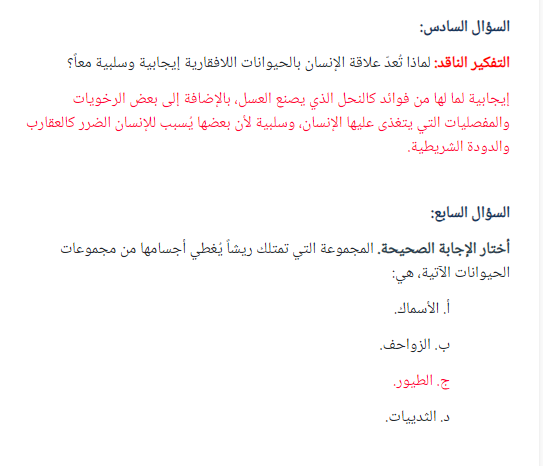 السؤال السادس:
التفكير الناقد: لماذا تُعدّ علاقة الإنسان بالحيوانات اللافقارية إيجابية وسلبية معاً؟
إيجابية لما لها من فوائد كالنحل الذي يصنع العسل، بالإضافة إلى بعض الرخويات
والمفصليات التي يتغذى عليها الإنسان، وسلبية لأن بعضها يُسبب للإنسان الضرر كالعقارب
والدودة الشريطية.
السؤال السابع:
أختار الإجابة الصحيحة. المجموعة التي تمتلك ريشاً يُغطي أجسامها من مجموعات
الحيوانات الآتية، هي:
أ. الأسماك.
ب. الزواحف.
ج. الطيور.
د. الثدييات.